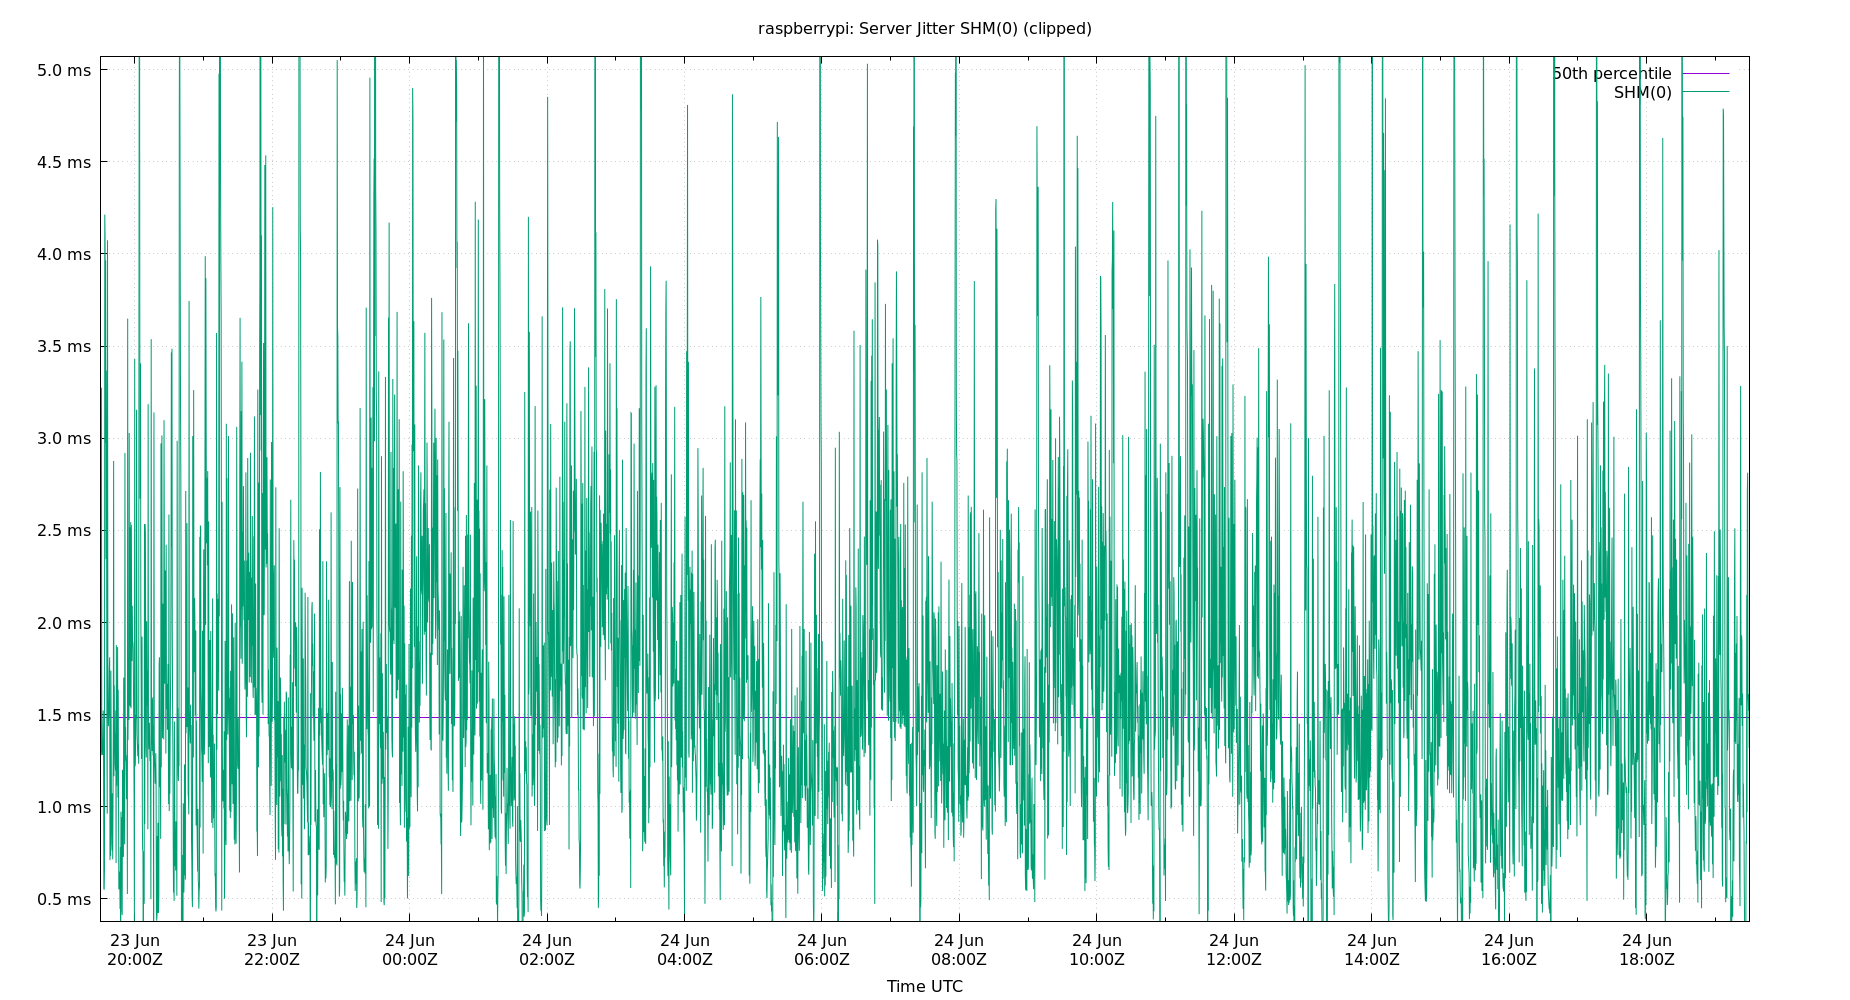 raspberrypi: Server Jitter SHM(0) (clipped)
5.0 ms
4.5 ms
4.0 ms
3.5 ms
3.0 ms
2.5 ms
2.0 ms
1.5 ms
1.0 ms
0.5 ms
50th percentile
SHM(0)
23 Jun 23 Jun 24 Jun 24 Jun 24 Jun 24 Jun 24 Jun 24 Jun 24 Jun 24 Jun 24 Jun 24 Jun
20:00Z 22:00Z 00:00Z 02:00Z 04:00Z 06:00Z 08:00Z 10:00Z 12:00Z 14:00Z 16:00Z 18:00Z
Time UTC